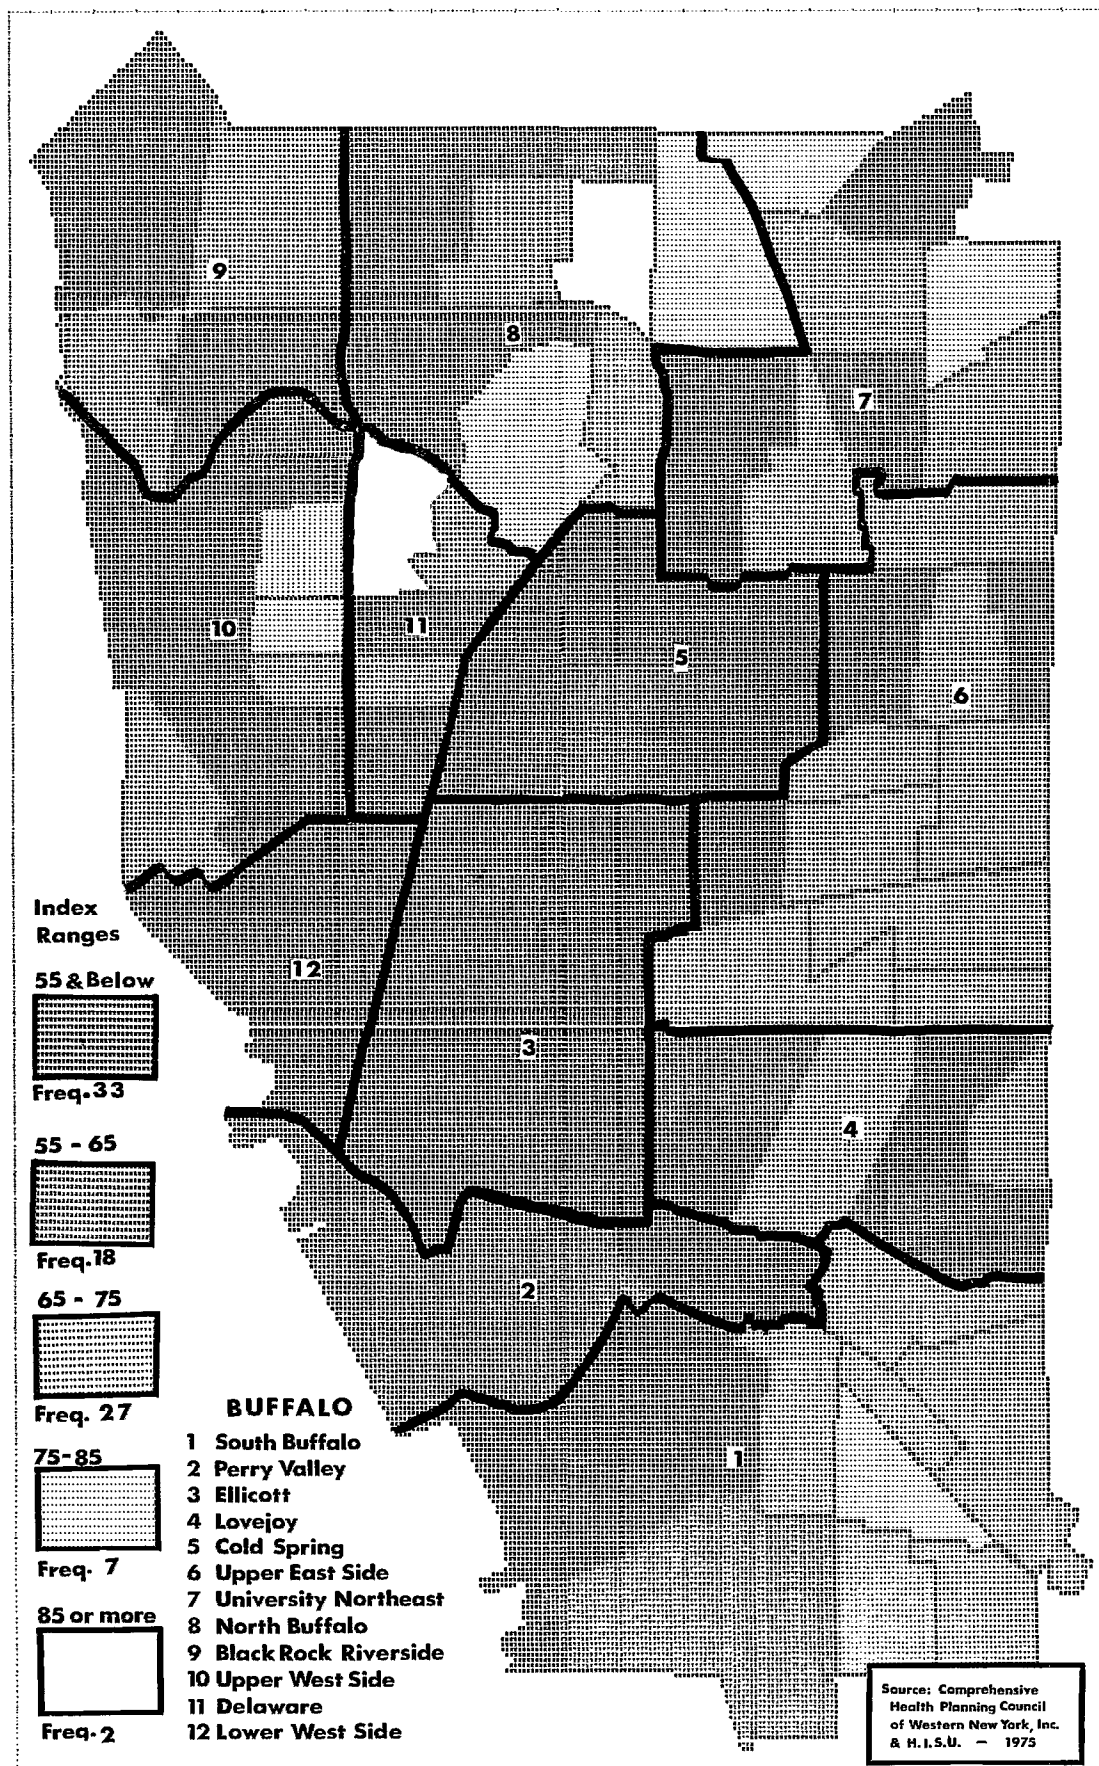 9
8
7
10
11
5
6
12
3
4
2
1
Index
Ranges
55 & Below
Freq.33
55 - 65
Freq.18
65 - 75
Freq. 27
75-85
Freq. 7
85 or more
Freq.2
BUFFALO
1 South Buffalo
2 Perry Valley
3 Ellicott
4 Lovejoy
5 Cold Spring
6 Upper East Side
7 University Northeast
8 North Buffalo
9 Black Rock Riverside
10 Upper West Side
11 Delaware
12 Lower West Side
Source: Comprehensive
Health Planning Council
of Western New York, Inc.
& H.I.S.U. — 1975